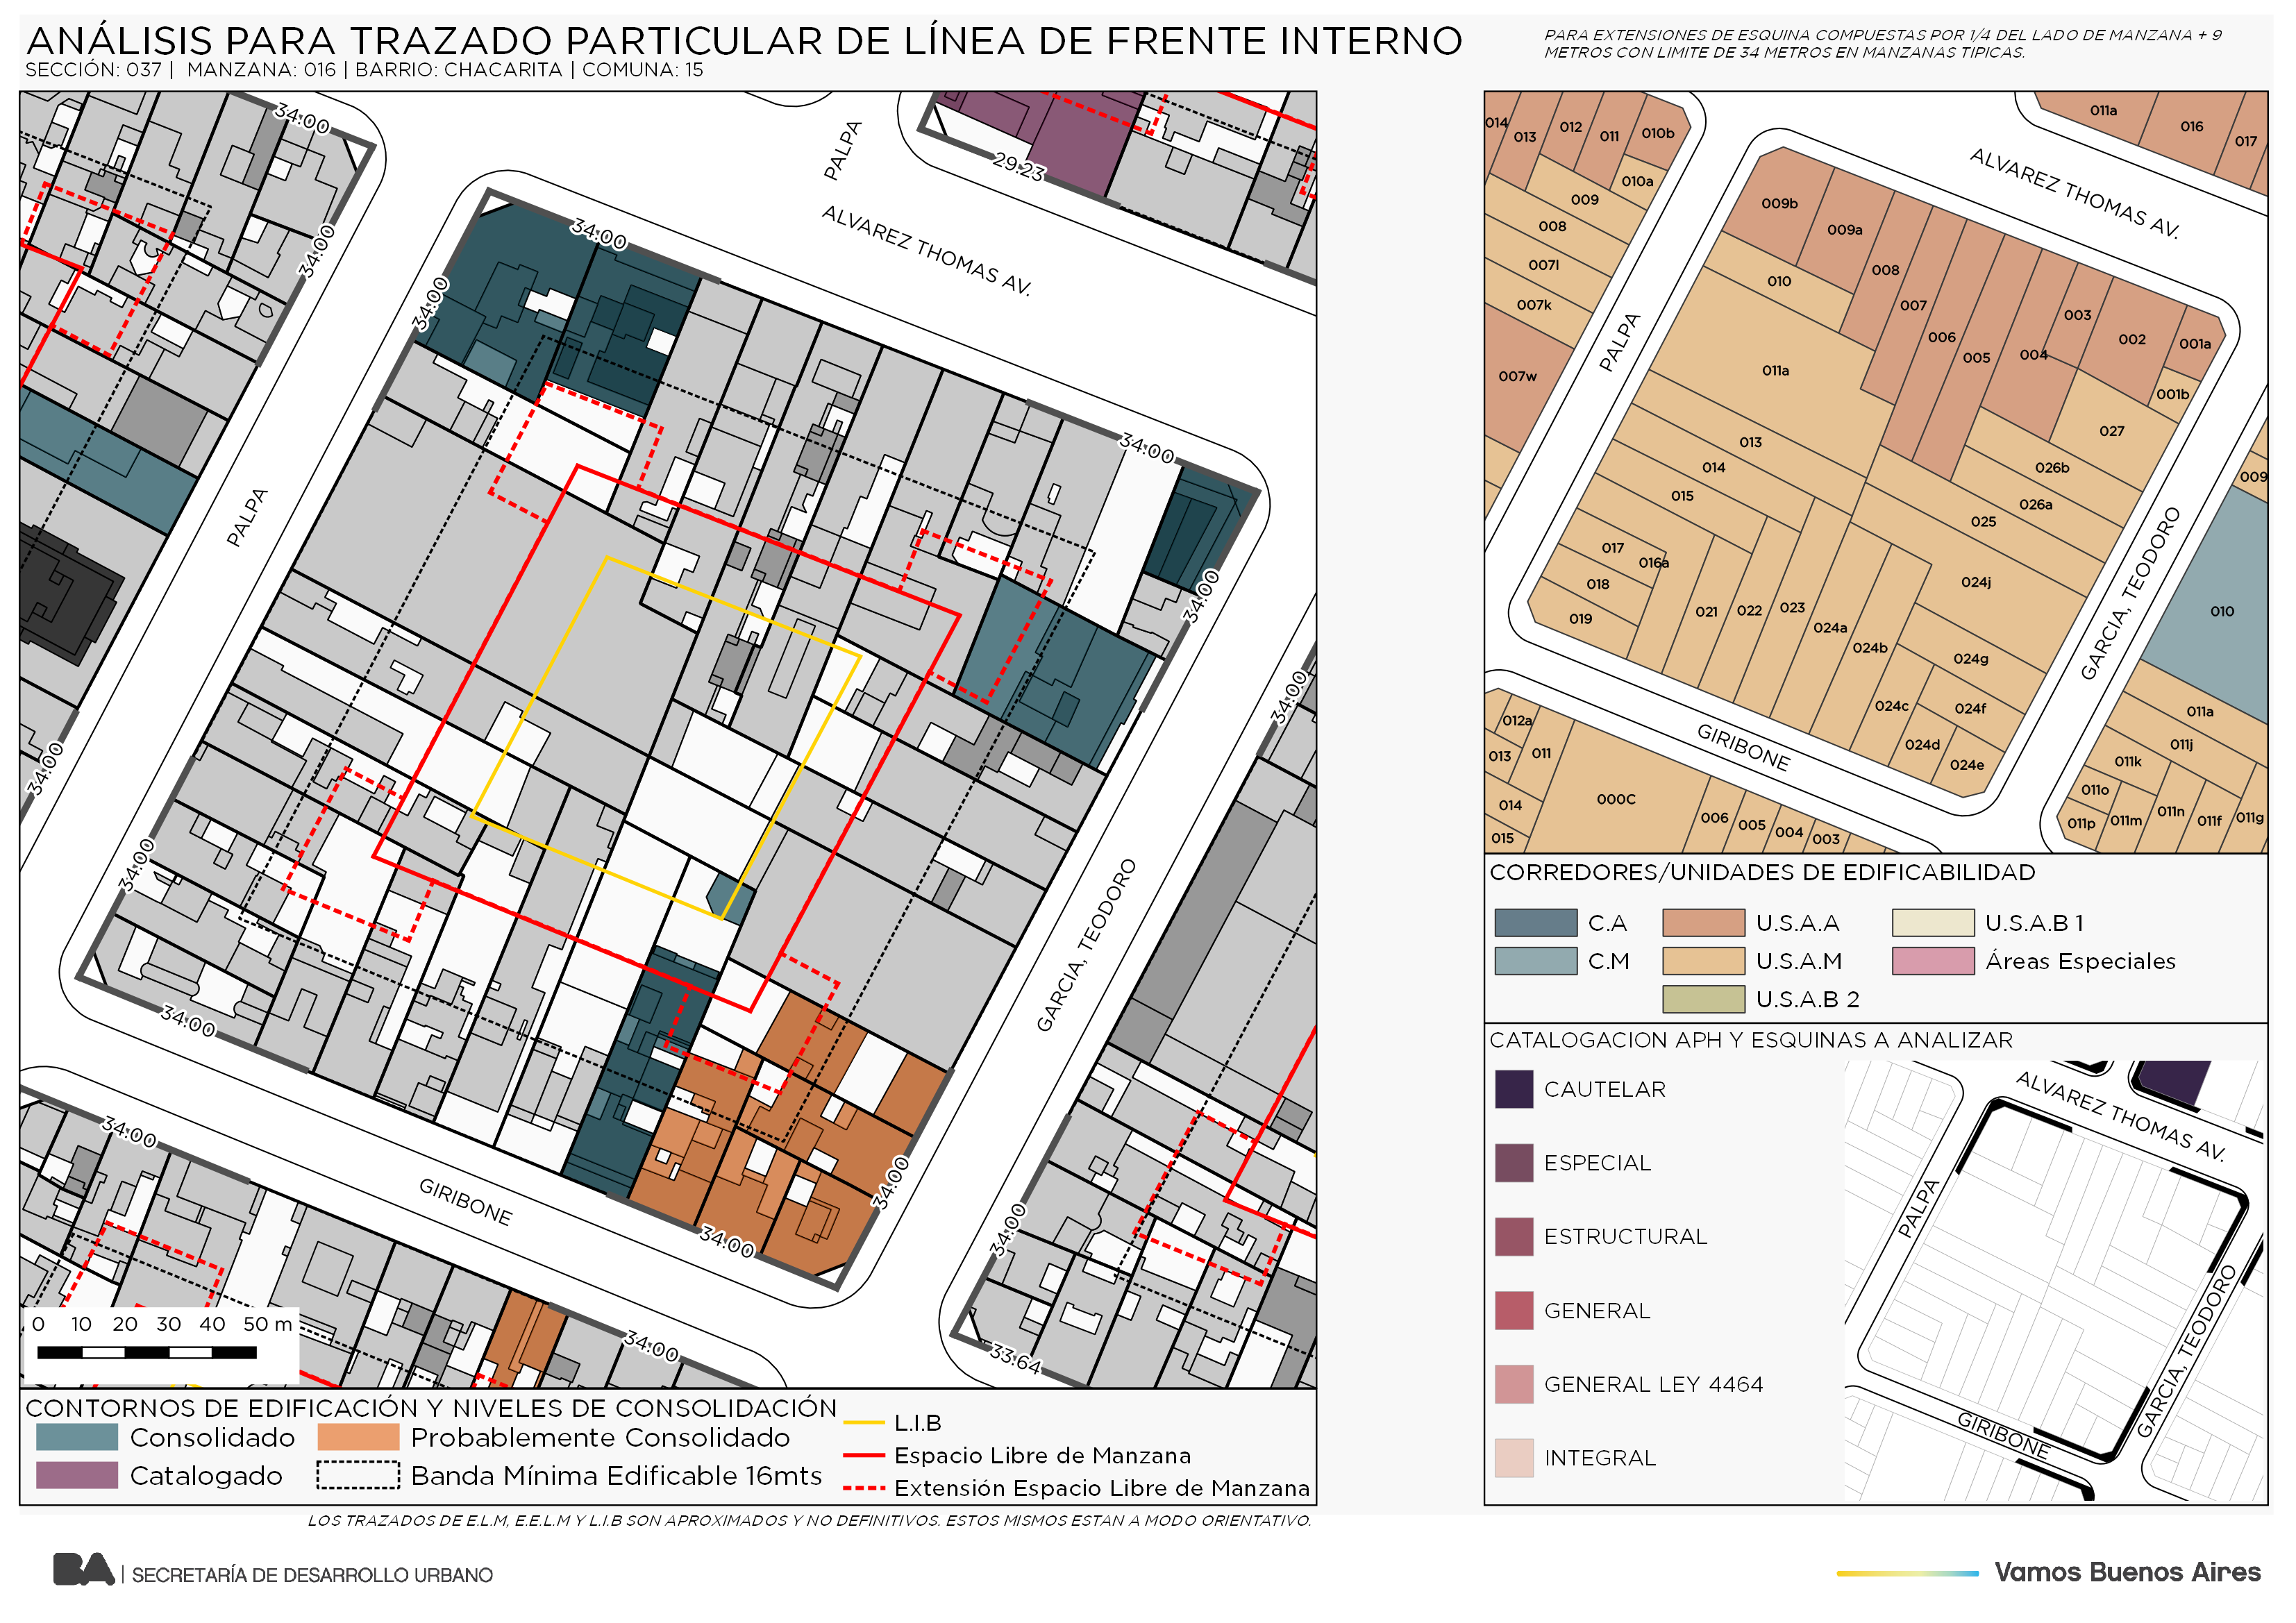 ANÁLISIS PARA TRAZADO PARTICULAR DE LÍNEA DE FRENTE INTERNO
SECCIÓN: 037 | MANZANA: 016 | BARRIO: CHACARITA | COMUNA: 15
PARA EXTENSIONES DE ESQUINA COMPUESTAS POR 1/4 DEL LADO DE MANZANA + 9
METROS CON LIMITE DE 34 METROS EN MANZANAS TIPICAS.
34:00
34:00
34:00
34:00
PALPA
29.23
ALVAREZ THOMAS AV.
34:00
34:00
PALPA
34:00
34:00
34:00
34:00
GARCIA, TEODORO
34:00
34:00
34:00
GIRIBONE
34:00
34:00
33.64
34:00
0 10 20 30 40 50 m
CONTORNOS DE EDIFICACIÓN Y NIVELES DE CONSOLIDACIÓN
Consolidado
Probablemente Consolidado
Catalogado
Banda Mínima Edificable 16mts
L.I.B
Espacio Libre de Manzana
Extensión Espacio Libre de Manzana
LOS TRAZADOS DE E.L.M, E.E.L.M Y L.I.B SON APROXIMADOS Y NO DEFINITIVOS. ESTOS MISMOS ESTAN A MODO ORIENTATIVO.
014
013
012
011
010b
010a
009
008
007l
007k
007w
011a
016
017
ALVAREZ THOMAS AV.
PALPA
009b
009a
008
007
006
005
004
003
002
001a
001b
010
011a
027
026b
026a
025
013
014
015
017
016a
018
019
021
022
023
024a
024b
024j
024g
024c
024f
024d
024e
GARCIA, TEODORO
GIRIBONE
009
010
011a
011j
011k
011o
011p
011m
011n
011f
011g
012a
013
011
014
015
000C
006
005
004
003
CORREDORES/UNIDADES DE EDIFICABILIDAD
C.A
U.S.A.A
U.S.A.B 1
C.M
U.S.A.M
Áreas Especiales
U.S.A.B 2
CATALOGACION APH Y ESQUINAS A ANALIZAR
CAUTELAR
ESPECIAL
ESTRUCTURAL
GENERAL
GENERAL LEY 4464
INTEGRAL
ALVAREZ THOMAS AV.
PALPA
GARCIA, TEODORO
GIRIBONE
BA | SECRETARÍA DE DESARROLLO URBANO
Vamos Buenos Aires